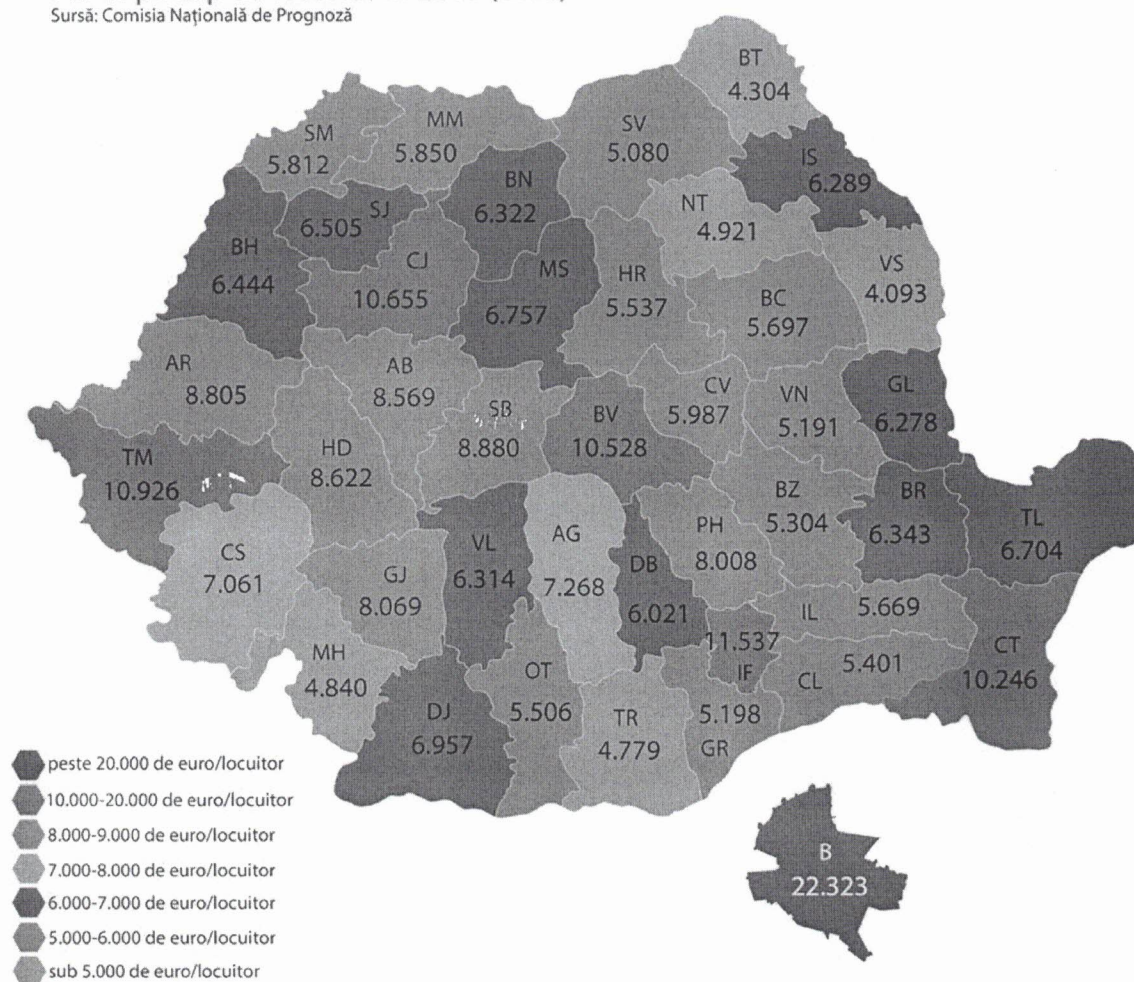 Sursă: Comisia Națională de Prognoză
BT
4.304
SM
5.812
MM
5.850
SV
5.080
IS
6.289
BN
6.322
SJ
6.505
NT
4.921
BH
6.444
CJ
10.655
MS
6.757
HR
5.537
BC
5.697
VS
4.093
AR
8.805
AB
8.569
SB
8.880
BV
10.528
CV
5.987
VN
5.191
GL
6.278
TM
10.926
HD
8.622
BZ
5.304
BR
6.343
TL
6.704
CS
7.061
GJ
8.069
VL
6.314
AG
7.268
DB
6.021
PH
8.008
IL
5.669
11.537
IF
CL
5.401
CT
10.246
MH
4.840
DJ
6.957
OT
5.506
TR
4.779
5.198
GR
B
22.323
peste 20.000 de euro/locuitor
10.000-20.000 de euro/locuitor
8.000-9.000 de euro/locuitor
7.000-8.000 de euro/locuitor
6.000-7.000 de euro/locuitor
5.000-6.000 de euro/locuitor
sub 5.000 de euro/locuitor